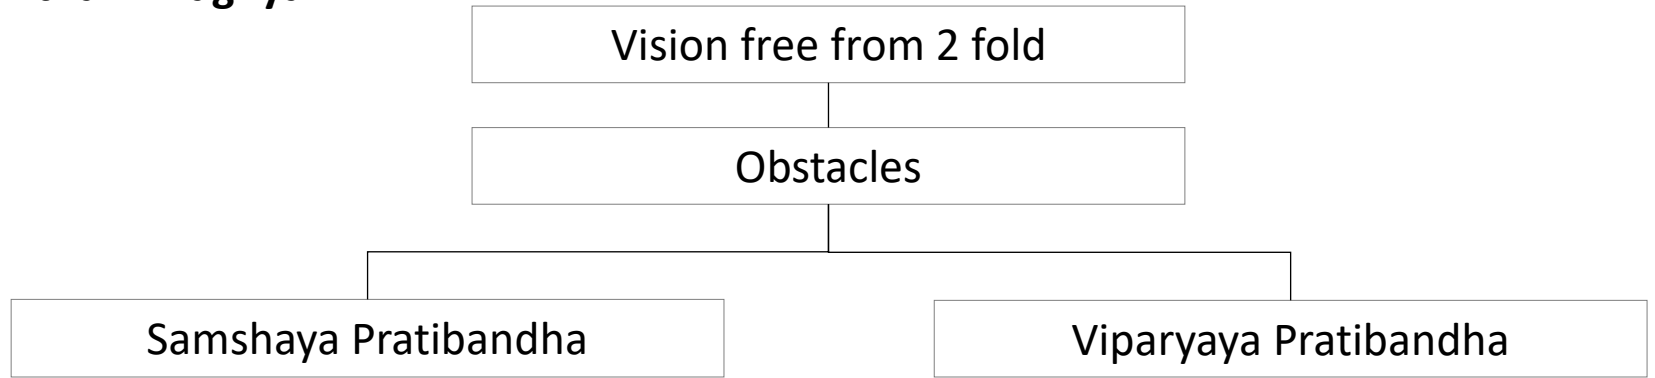 Vision free from 2 fold
Obstacles
Samshaya Pratibandha
Viparyaya Pratibandha